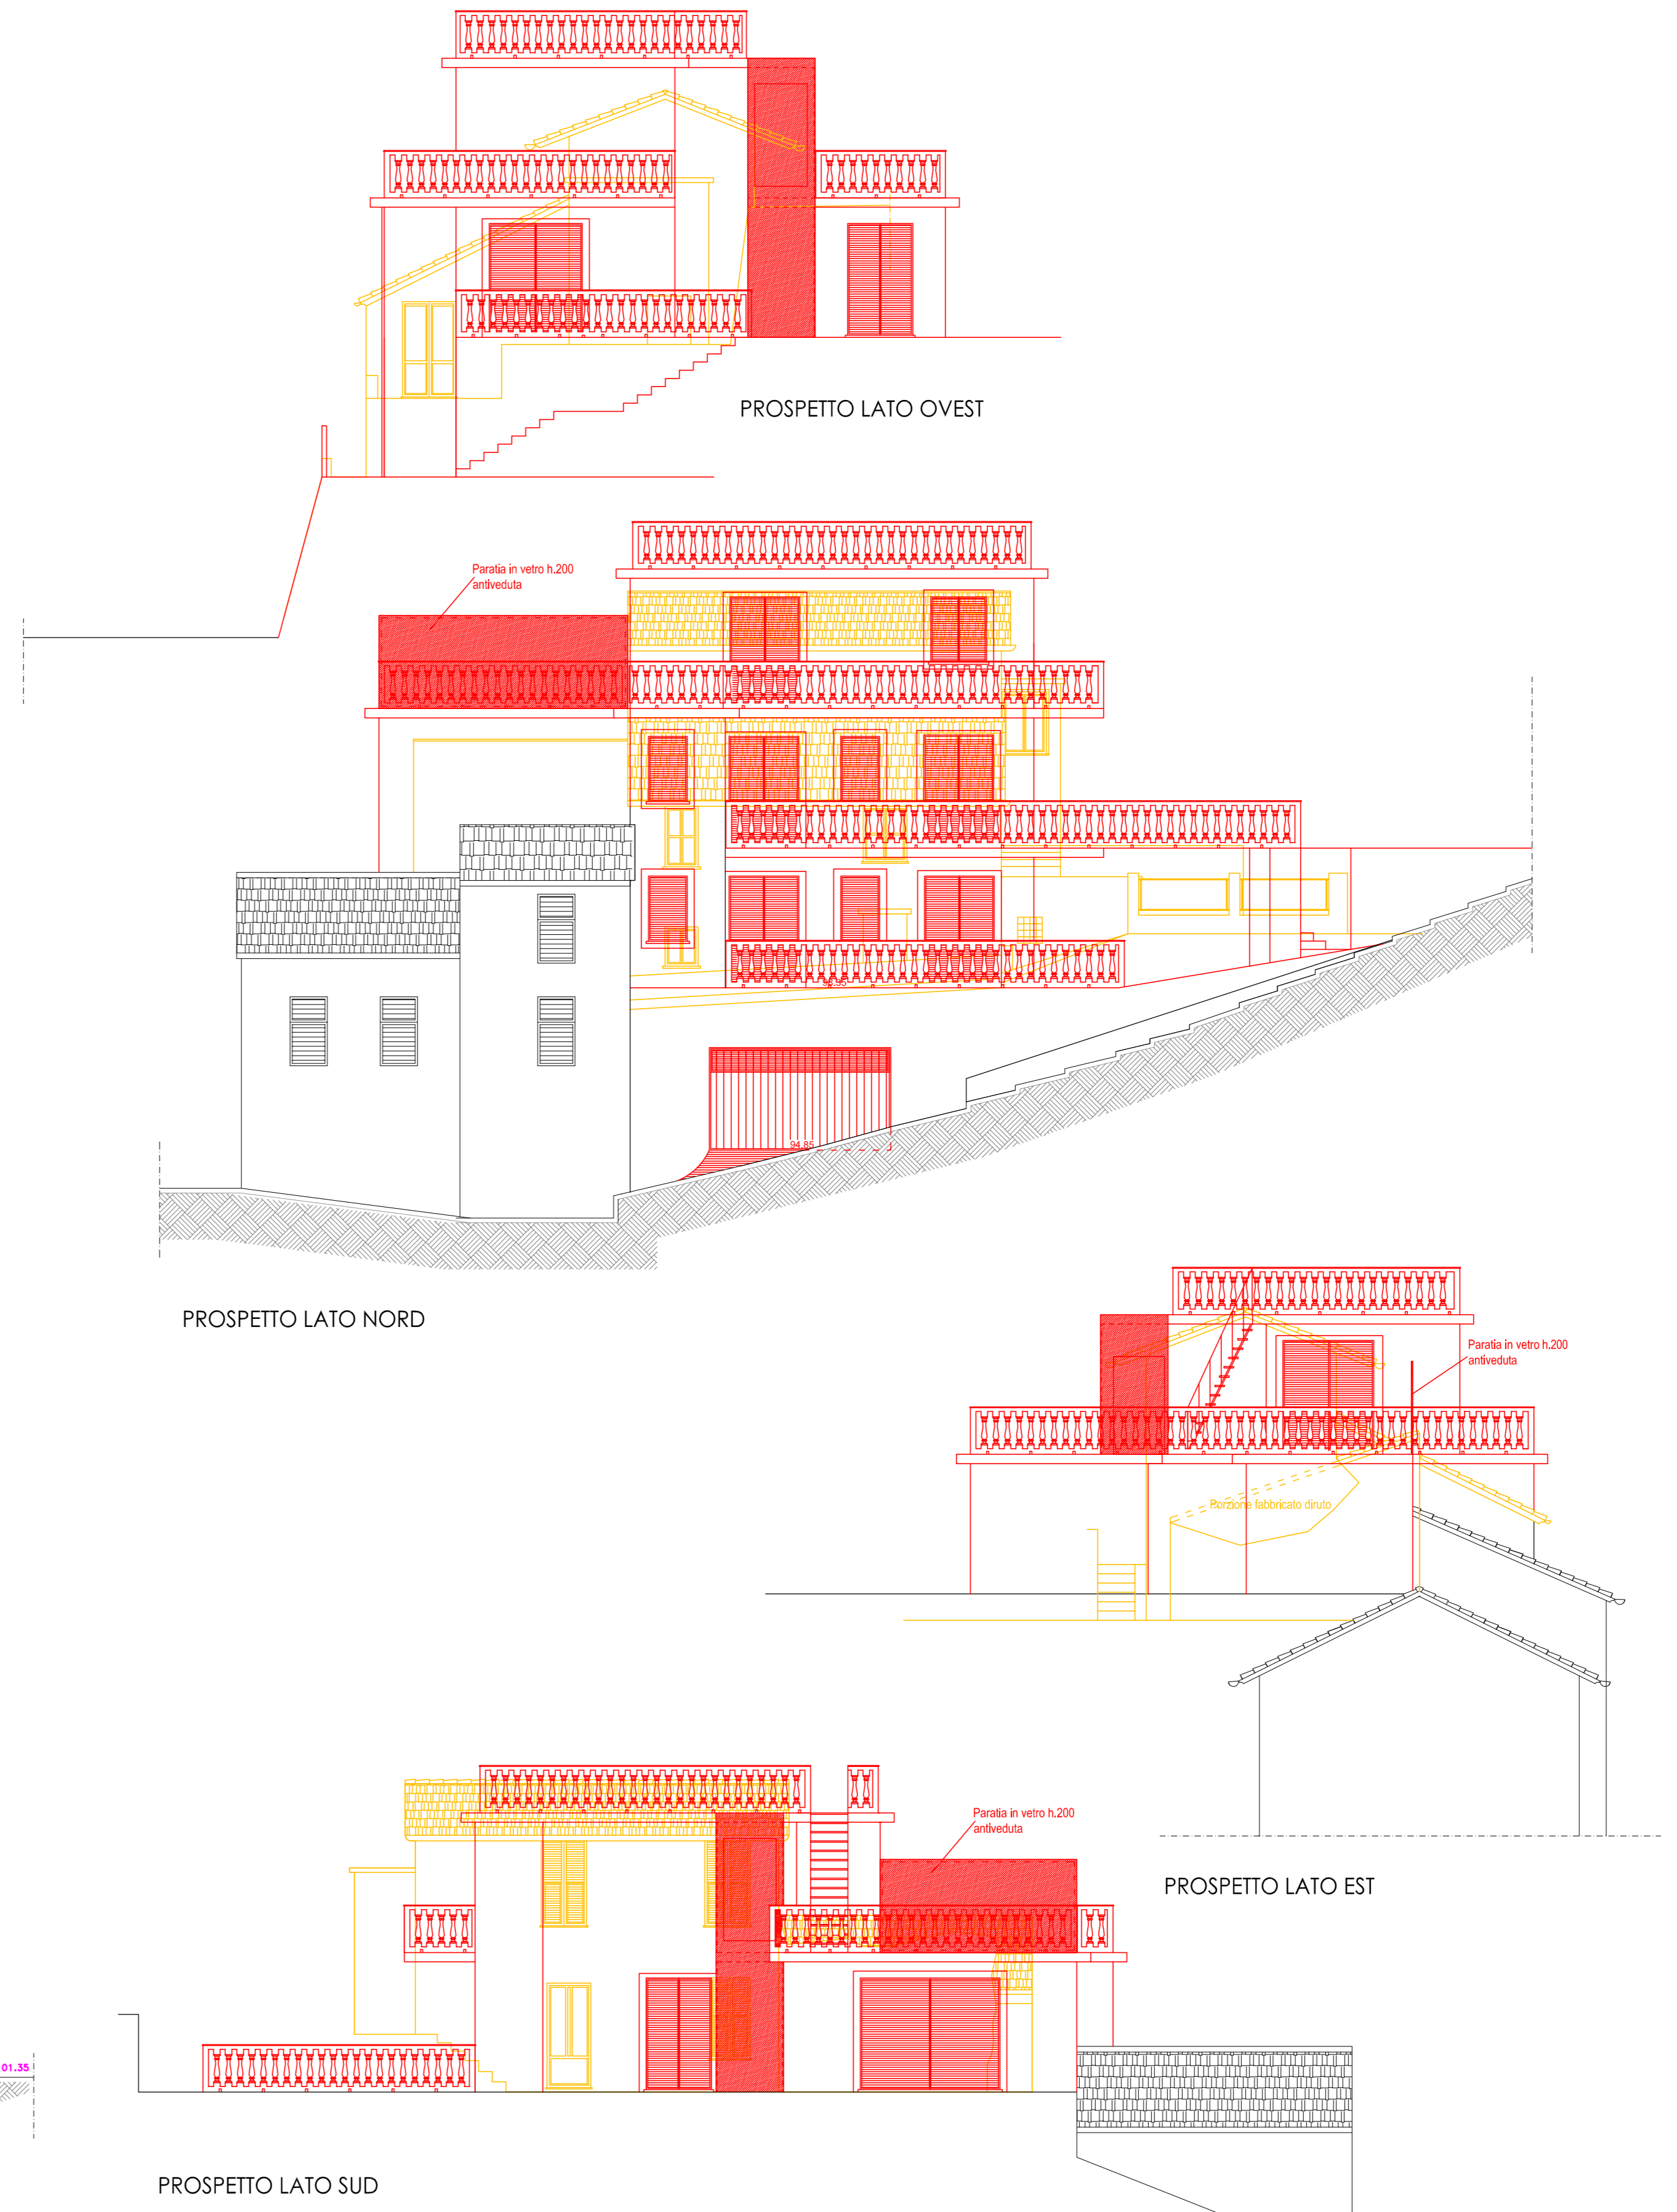 PROSPETTO LATO OVEST
Paratia in vetro h.200
antiveduta
94.85
PROSPETTO LATO NORD
Paratia in vetro h.200
antiveduta
Porzione fabbricato diruto
Paratia in vetro h.200
antiveduta
PROSPETTO LATO EST
01.35
PROSPETTO LATO SUD